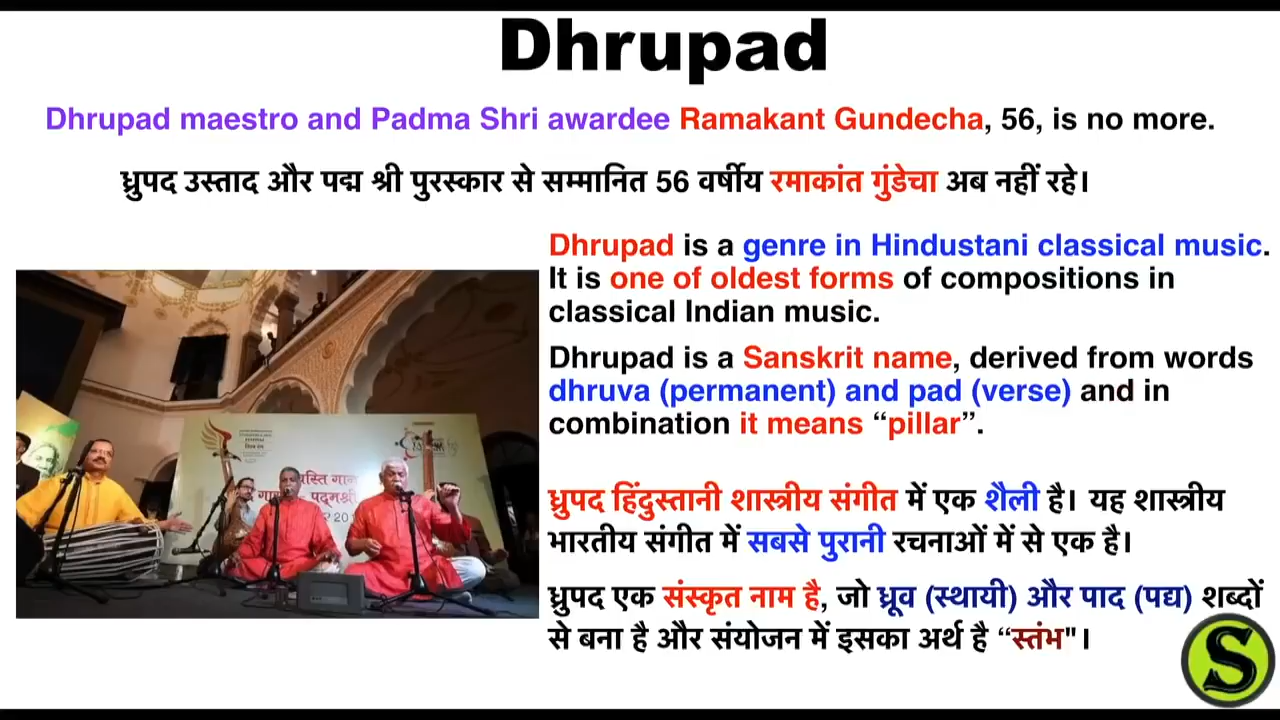 Dhrupad
Dhrupad maestro and Padma Shri awardee Ramakant Gundecha, 56, is no more.
ध्रुपद उस्ताद और पद्म श्री पुरस्कार से सम्मानित 56 वर्षीय रमाकांत गुंडेचा अब नहीं रहे।
Dhrupad is a genre in Hindustani classical music.
It is one of oldest forms of compositions in
classical Indian music.
Dhrupad is a Sanskrit name, derived from words
dhruva (permanent) and pad (verse) and in
combination it means “pillar”.
ध्रुपद हिंदुस्तानी शास्त्रीय संगीत में एक शैली है। यह शास्त्रीय
भारतीय संगीत में सबसे पुरानी रचनाओं में से एक है।
ध्रुपद एक संस्कृत नाम है, जो ध्रूव (स्थायी) और पाद (पद्य) शब्दों
से बना है और संयोजन में इसका अर्थ है “स्तंभ"।
S